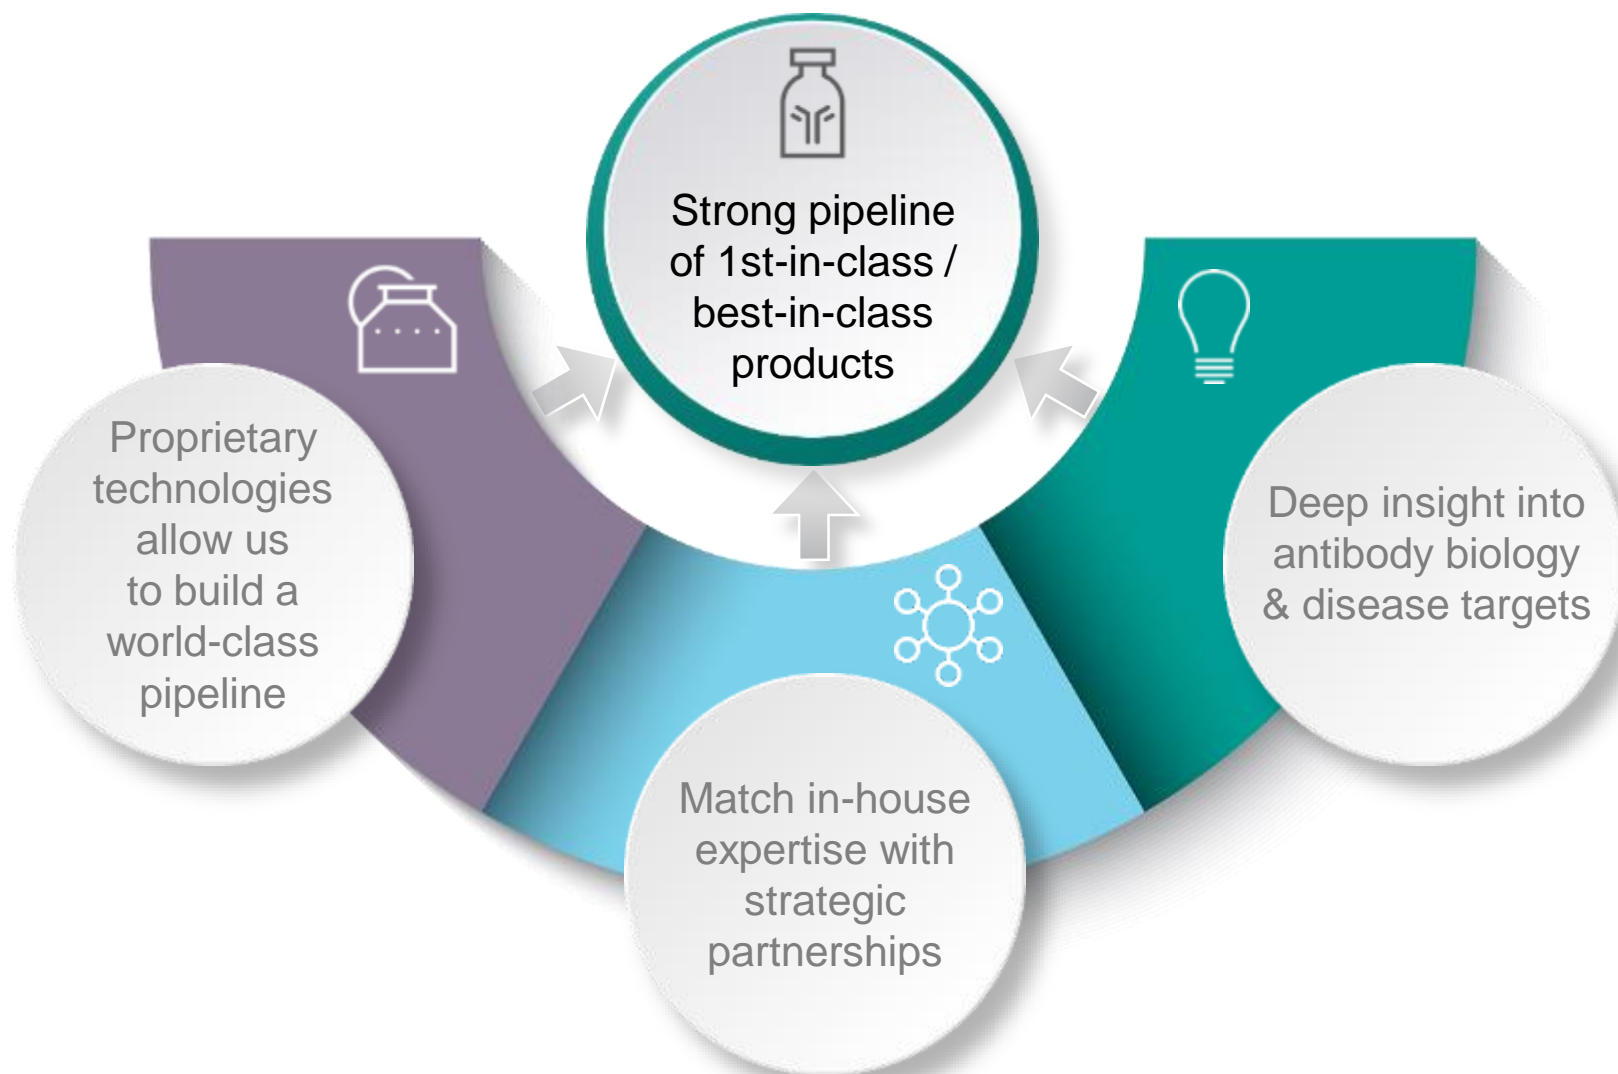 Strong pipeline
of 1st-in-class /
best-in-class
products
Proprietary
technologies
allow us
to build a
world-class
pipeline
Match in-house
expertise with
strategic
partnerships
Deep insight into
antibody biology
& disease targets